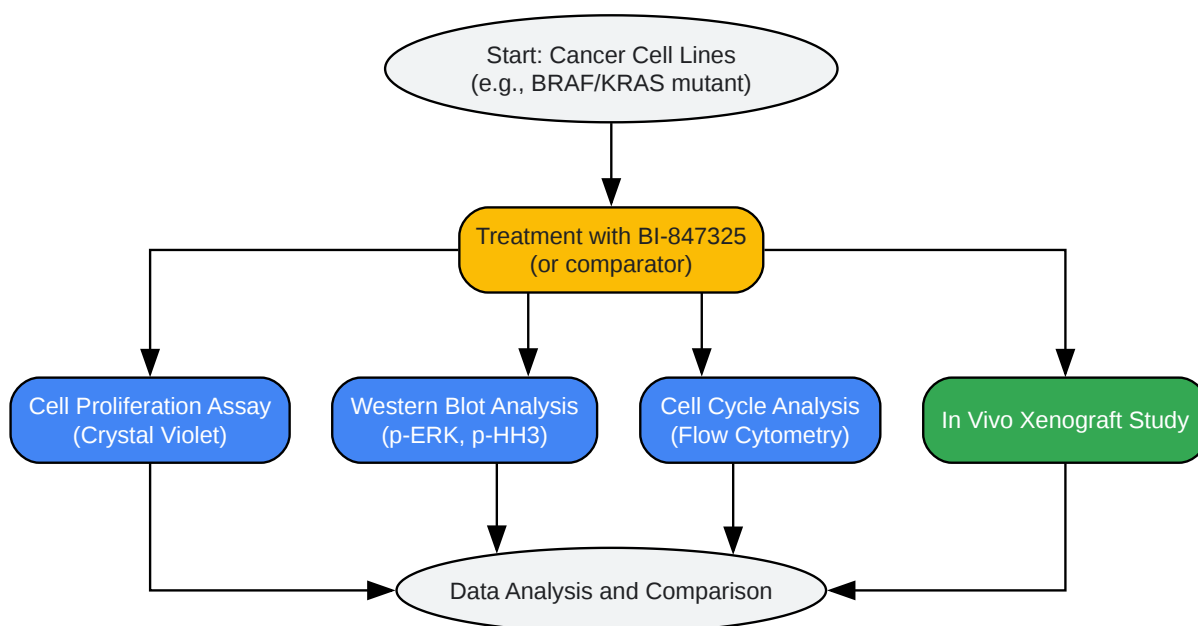 Start: Cancer Cell Lines
(e.g., BRAF/KRAS mutant)
Treatment with BI-847325
(or comparator)
Cell Proliferation Assay
(Crystal Violet)
Western Blot Analysis
(p-ERK, p-HH3)
Cell Cycle Analysis
(Flow Cytometry)
In Vivo Xenograft Study
Data Analysis and Comparison